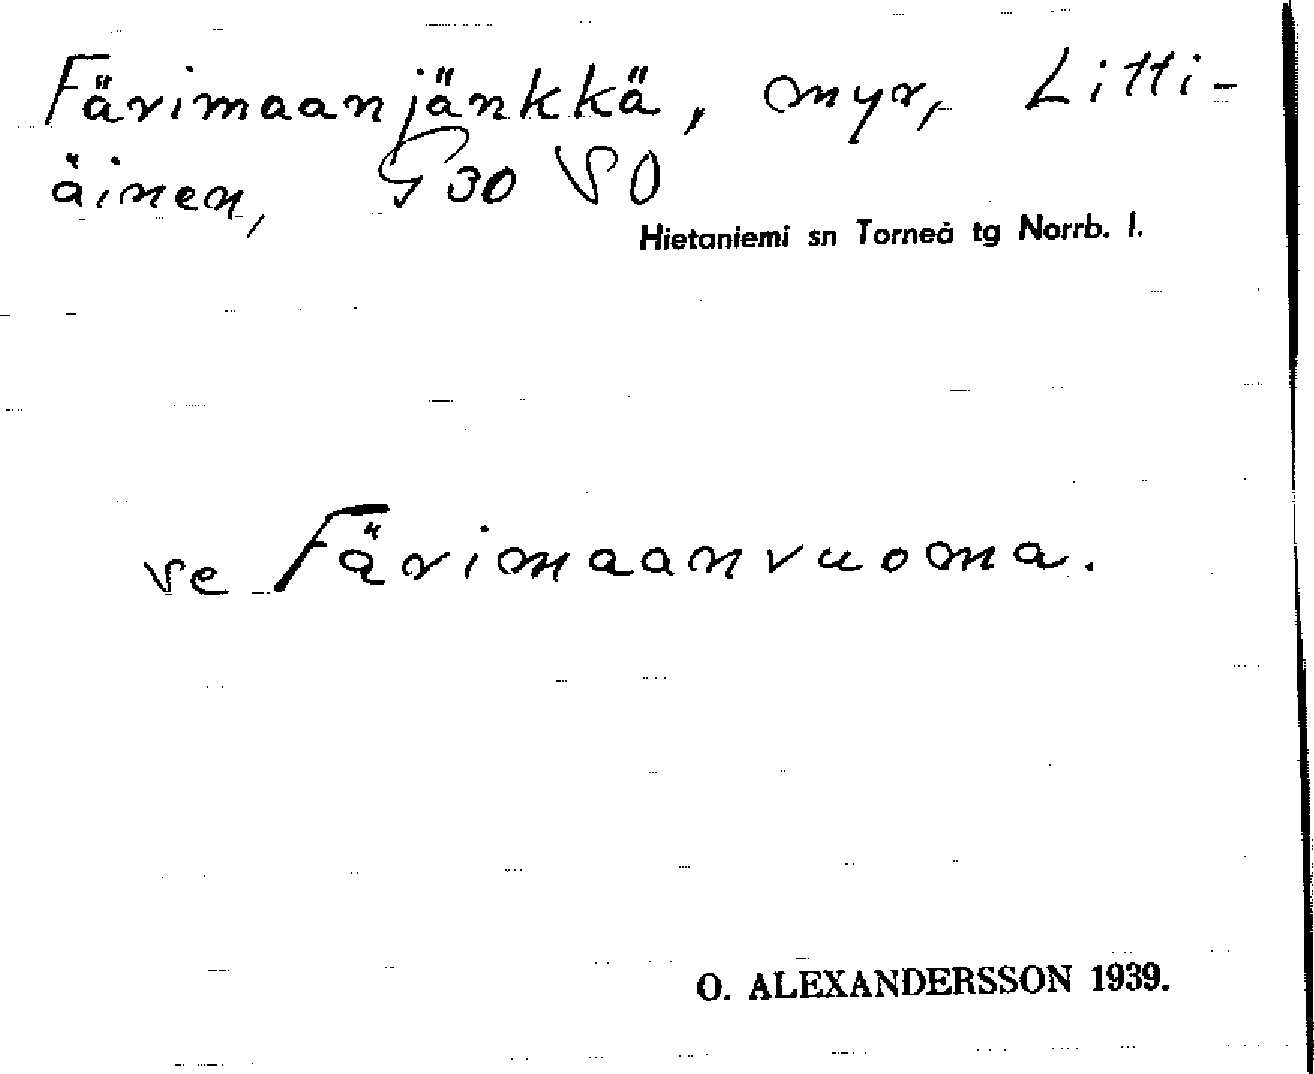 Färimaanjänkkä, myr, Litti-
äinen, G30 SO
Hietaniemi sn Torneå tg Norrb. l.
se Färimaanvuoma.
O. ALEXANDERSSON 1939.